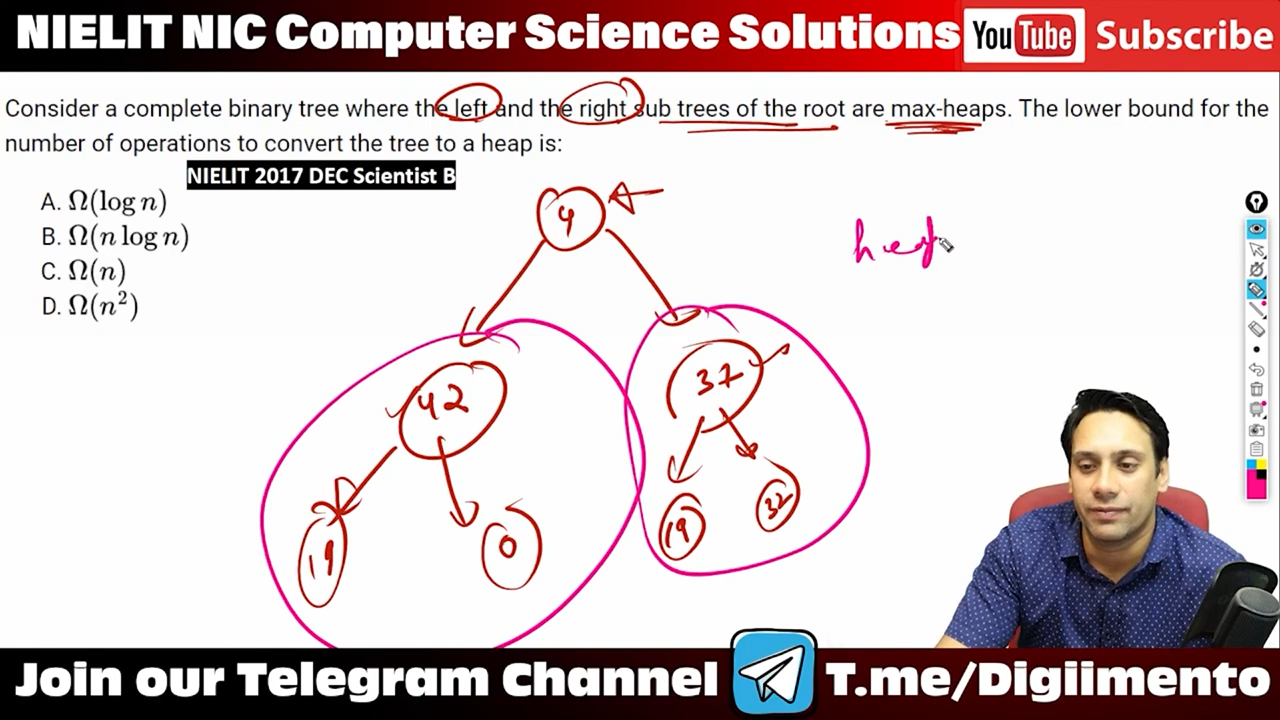 NIELIT NIC Computer Science Solutions YouTube Subscribe
Consider a complete binary tree where the left and the right sub trees of the root are max-heaps. The lower bound for the
number of operations to convert the tree to a heap is:
NIELIT 2017 DEC Scientist B
A. Ω(log n)
B. Ω(n log n)
C. Ω(n)
D. Ω(n²)
4
heap
42
37
19
0
19
32
Join our Telegram Channel T.me/Digiimento